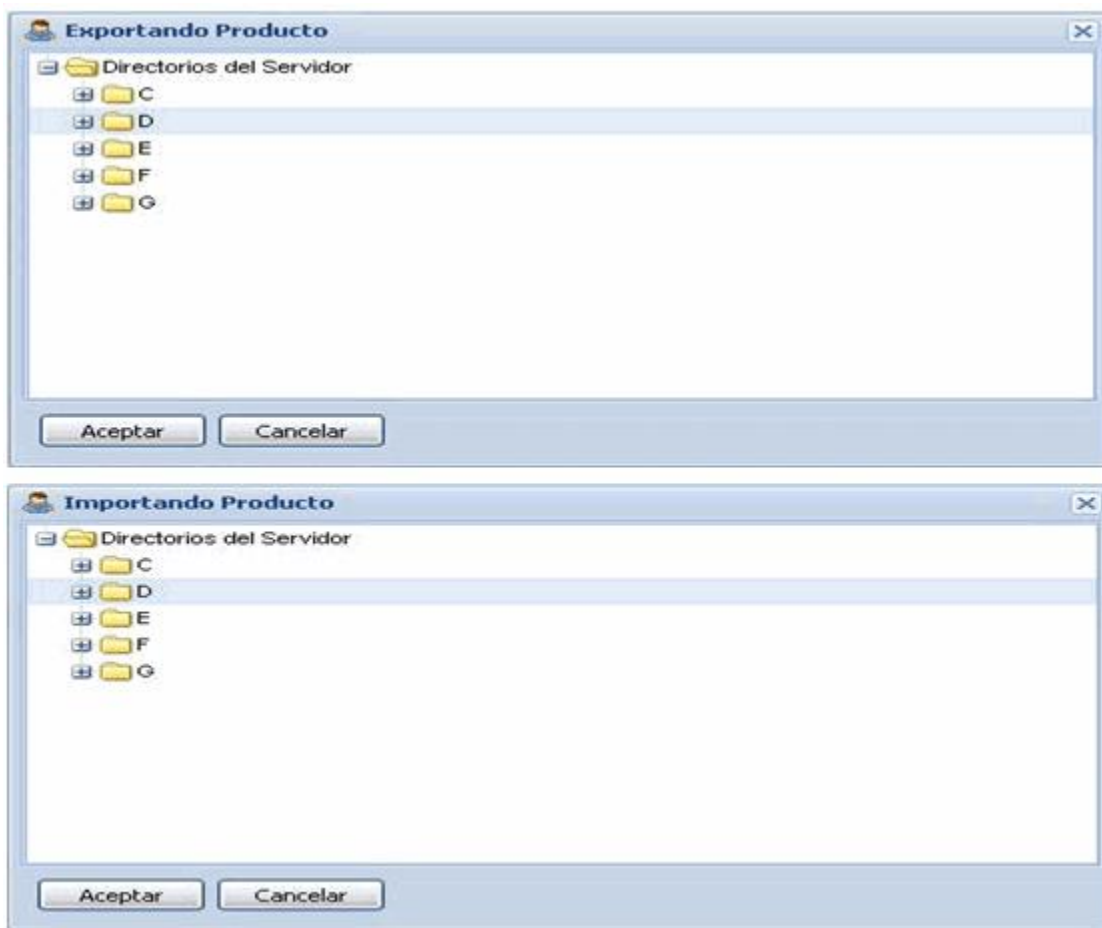 Exportando Producto
Directorios del Servidor
C
D
E
F
G
Aceptar Cancelar
Importando Producto
Directorios del Servidor
C
D
E
F
G
Aceptar Cancelar